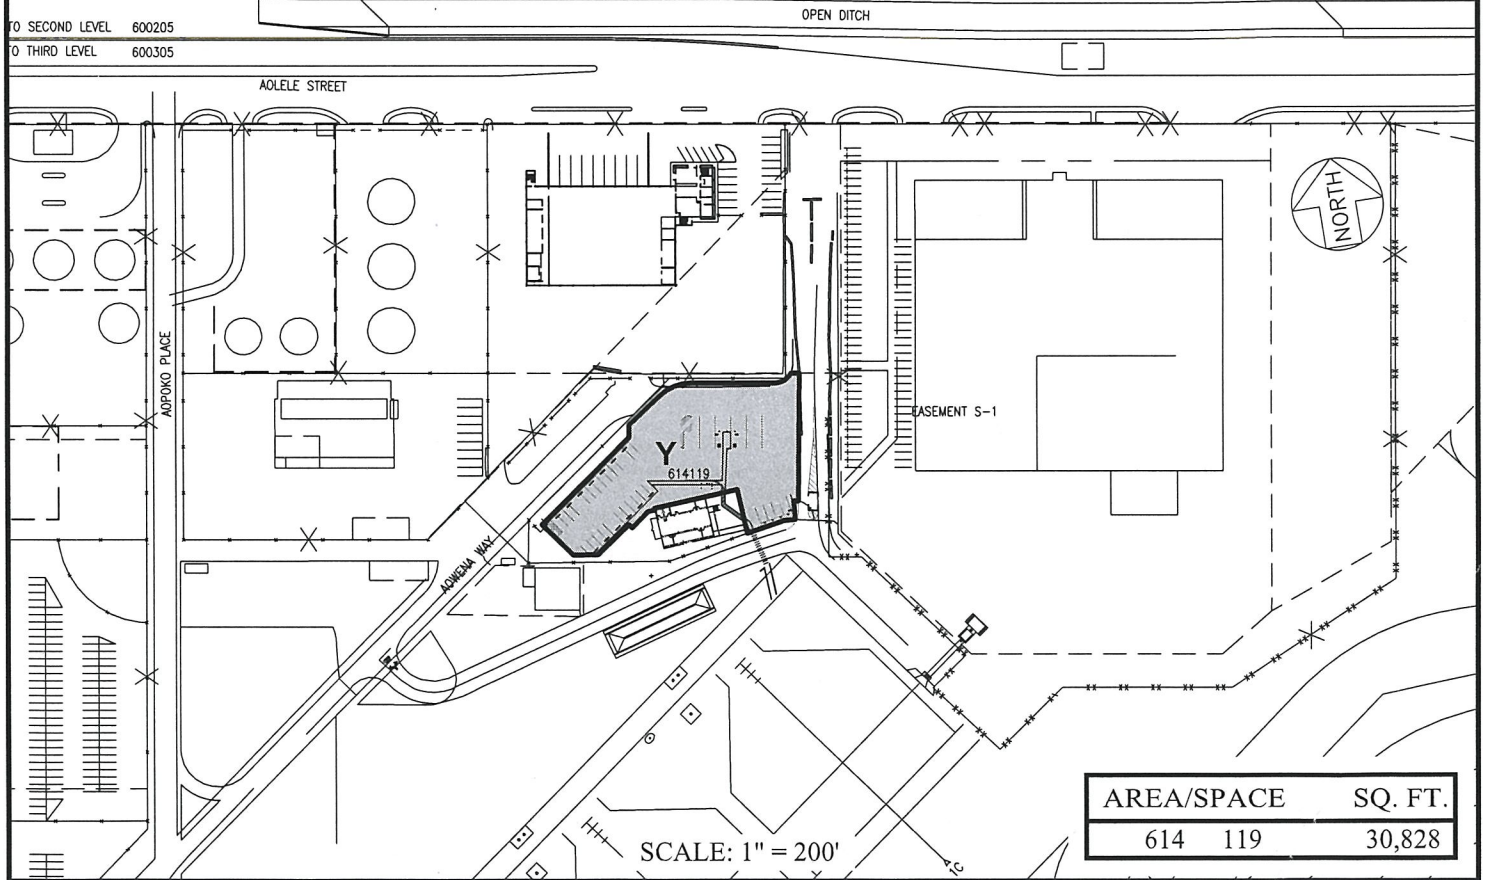 OPEN DITCH
TO SECOND LEVEL 600205
TO THIRD LEVEL 600305
AOLELE STREET
NORTH
AOPOKO PLACE
EASEMENT S-1
Y
614119
AOWENA WAY
AREA/SPACE SQ. FT.
614 119 30,828
SCALE: 1" = 200'